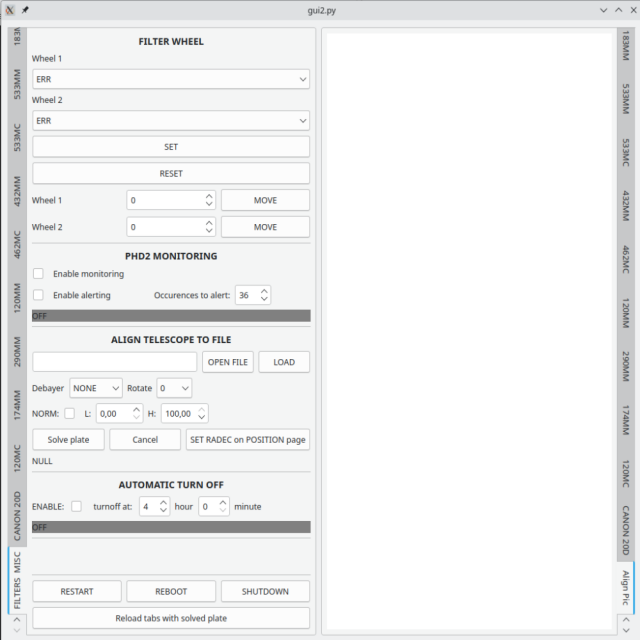 gui2.py
183M
533MM
533MC
432MM
462MC
120MM
290MM
174MM
120MC
CANON 20D
FILTERS MISC
FILTER WHEEL
Wheel 1
ERR
Wheel 2
ERR
SET
RESET
Wheel 1 0 MOVE
Wheel 2 0 MOVE
PHD2 MONITORING
Enable monitoring
Enable alerting Occurences to alert: 36
OFF
ALIGN TELESCOPE TO FILE
OPEN FILE LOAD
Debayer NONE Rotate 0
NORM: L: 0,00 H: 100,00
Solve plate Cancel SET RADEC on POSITION page
NULL
AUTOMATIC TURN OFF
ENABLE: turnoff at: 4 hour 0 minute
OFF
RESTART REBOOT SHUTDOWN
Reload tabs with solved plate
183MM
533MM
533MC
432MM
462MC
120MM
290MM
174MM
120MC
CANON 20D
Align Pic